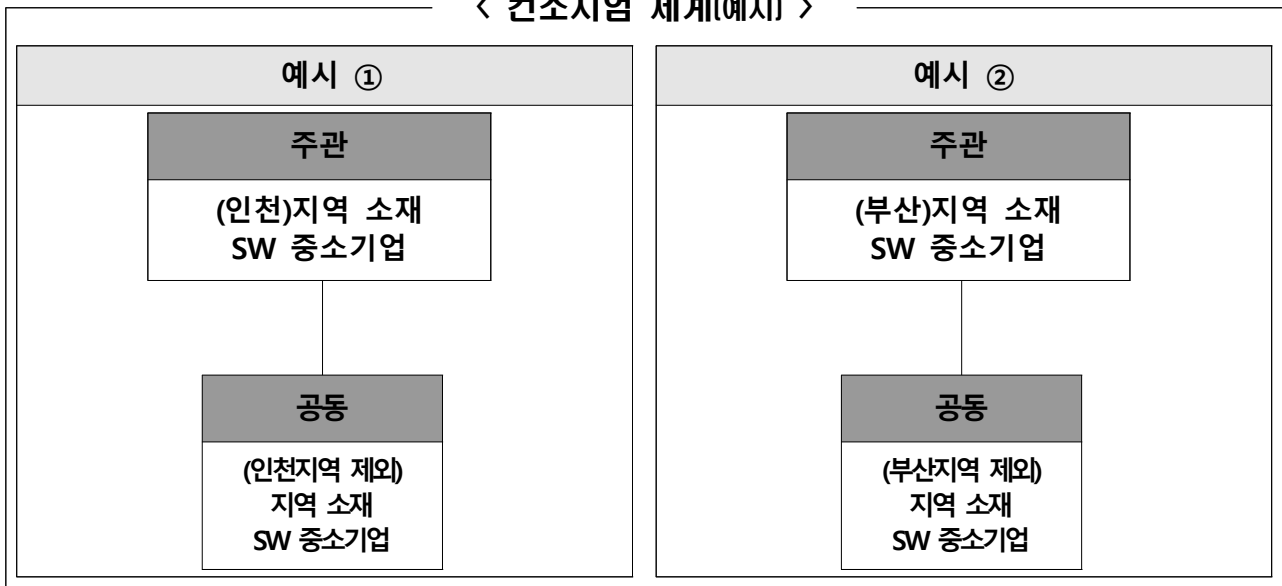 < 컨소시엄 체계(예시) >
예시 ①
주관
(인천)지역 소재
SW 중소기업
공동
(인천지역 제외)
지역 소재
SW 중소기업
예시 ②
주관
(부산)지역 소재
SW 중소기업
공동
(부산지역 제외)
지역 소재
SW 중소기업